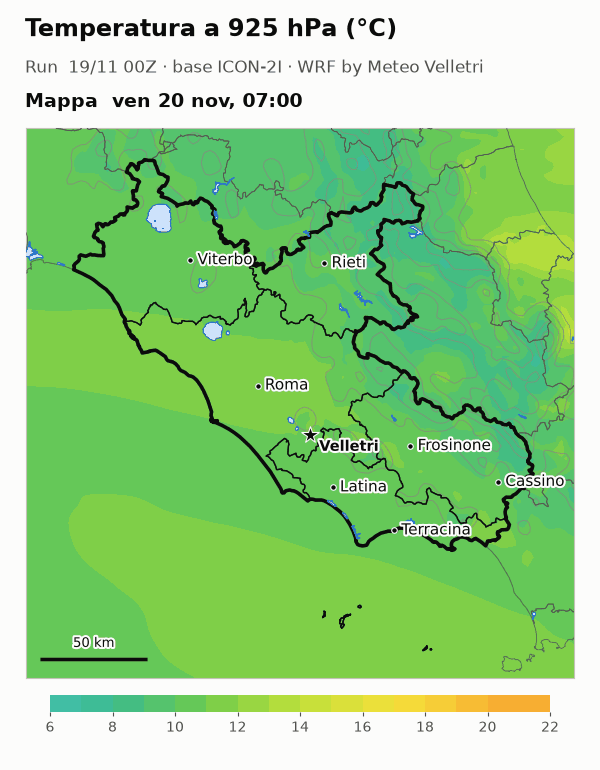 Temperatura a 925 hPa (°C)
Run  19/11 00Z · base ICON-2I · WRF by Meteo Velletri
Mappa  ven 20 nov, 07:00
Viterbo
Rieti
Roma
Velletri
Frosinone
Latina
Cassino
Terracina
50 km
6 8 10 12 14 16 18 20 22